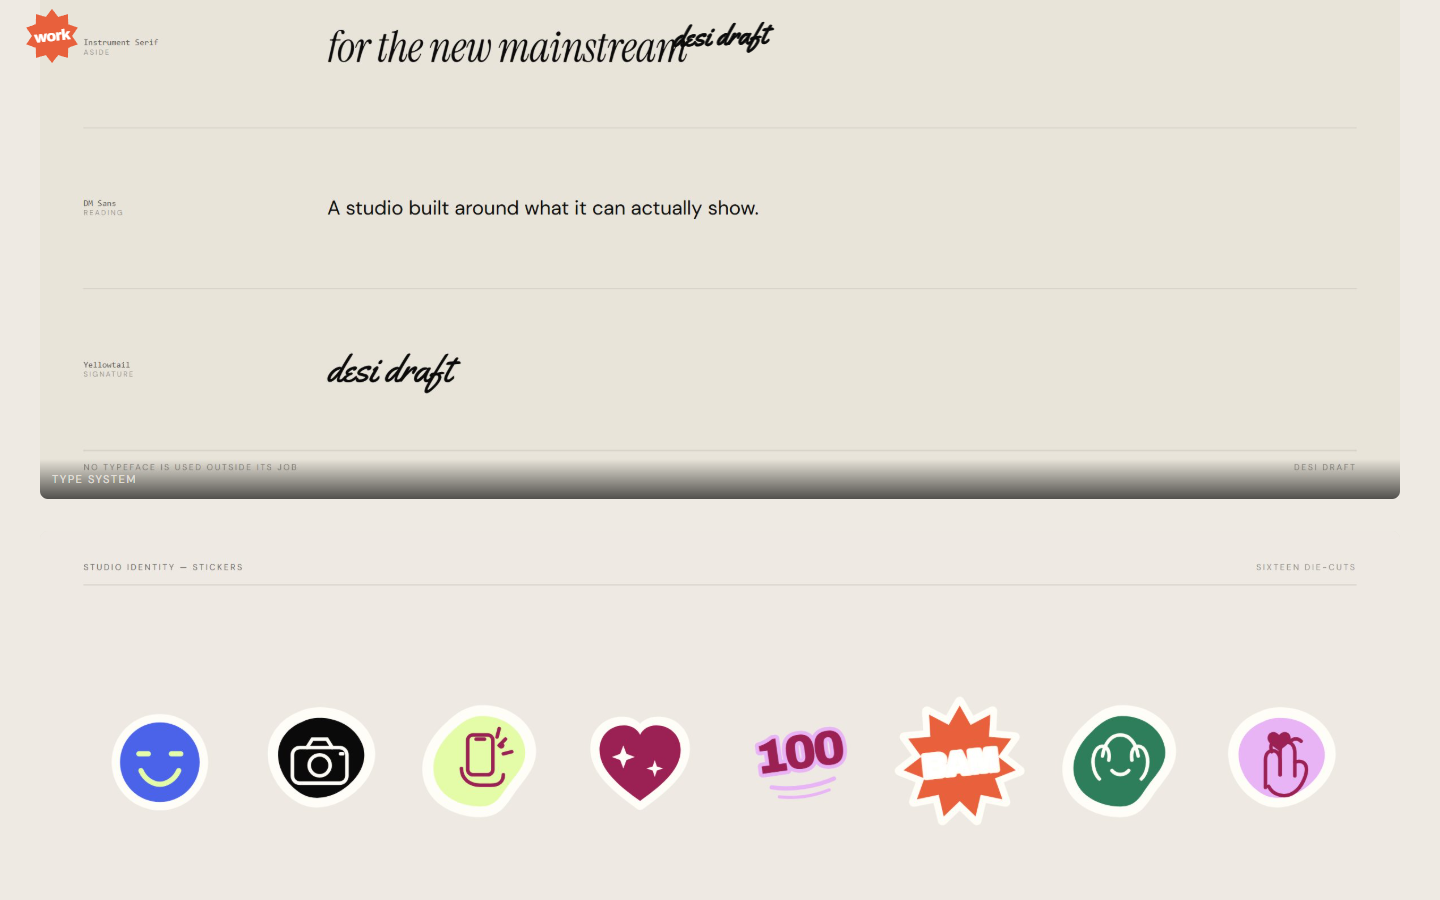 work
Instrument Serif
ASIDE
for the new mainstream
desi draft
DM Sans
READING
A studio built around what it can actually show.
Yellowtail
SIGNATURE
desi draft
NO TYPEFACE IS USED OUTSIDE ITS JOB
DESI DRAFT
TYPE SYSTEM
STUDIO IDENTITY — STICKERS
SIXTEEN DIE-CUTS
100